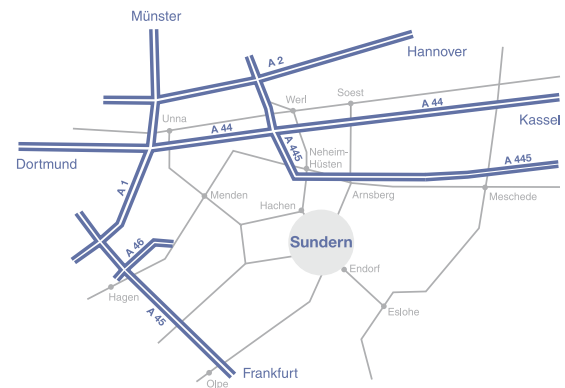 Münster
A 2
Hannover
Werl
Soest
A 44
Unna
A 44
Kassel
Dortmund
A 445
Neheim-
Hüsten
A 445
A 1
Menden
Hachen
Arnsberg
Meschede
Sundern
A 46
Endorf
Hagen
A 45
Eslohe
Frankfurt
Olpe